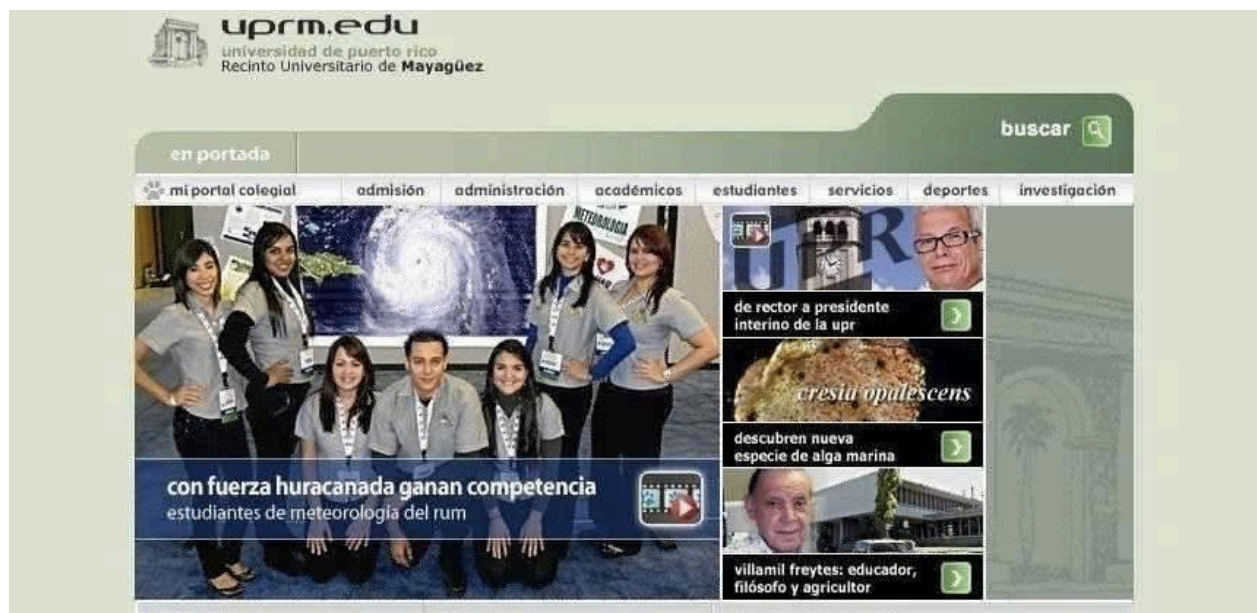 uprm.edu
universidad de puerto rico
Recinto Universitario de Mayagüez
buscar
en portada
mi portal colegial
admisión
administración
académicos
estudiantes
servicios
deportes
investigación
METEOROLOGIA
UPR
de rector a presidente
interino de la upr
cresia opalescens
descubren nueva
especie de alga marina
con fuerza huracanada ganan competencia
estudiantes de meteorología del rum
villamil freytes: educador,
filósofo y agricultor